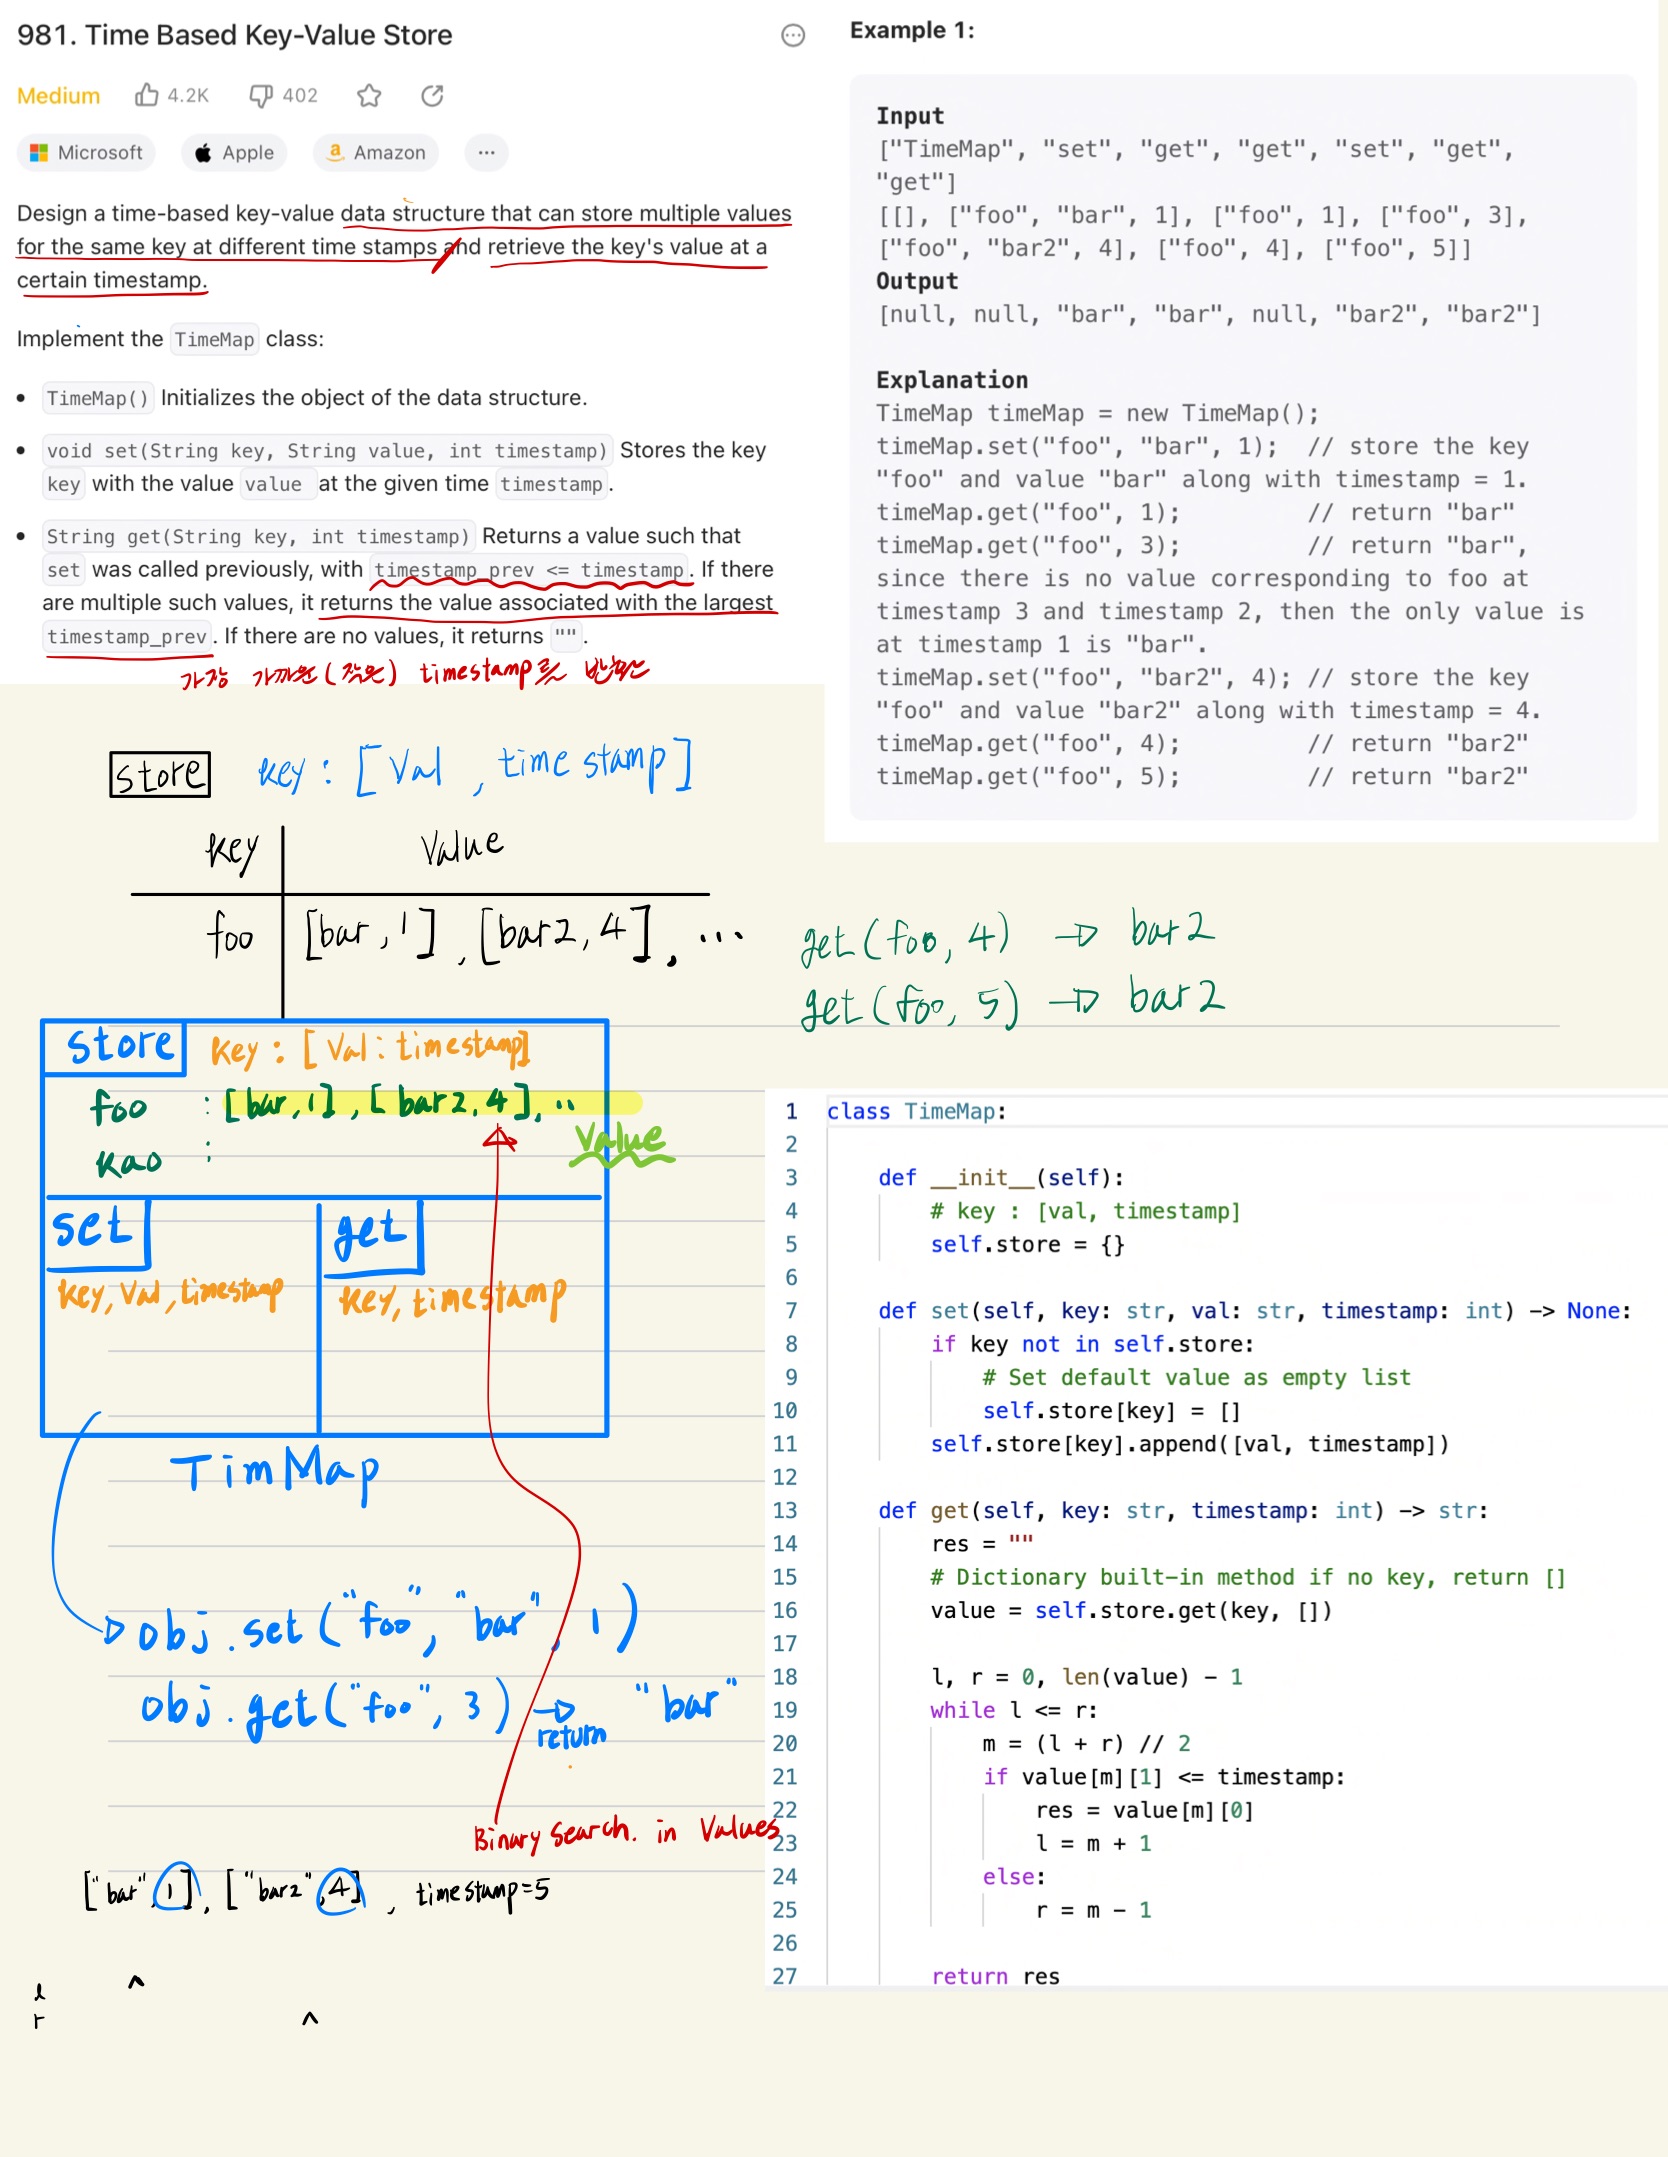 981. Time Based Key-Value Store
Medium 4.2K 402
Microsoft Apple Amazon ...
Design a time-based key-value data structure that can store multiple values
for the same key at different time stamps and retrieve the key's value at a
certain timestamp.
Implement the TimeMap class:
• TimeMap() Initializes the object of the data structure.
• void set(String key, String value, int timestamp) Stores the key
key with the value value at the given time timestamp.
• String get(String key, int timestamp) Returns a value such that
set was called previously, with timestamp_prev <= timestamp. If there
are multiple such values, it returns the value associated with the largest
timestamp_prev. If there are no values, it returns "".
가장 가까운(작은) timestamp를 반환
Example 1:
Input
["TimeMap", "set", "get", "get", "set", "get",
"get"]
[[], ["foo", "bar", 1], ["foo", 1], ["foo", 3],
["foo", "bar2", 4], ["foo", 4], ["foo", 5]]
Output
[null, null, "bar", "bar", null, "bar2", "bar2"]
Explanation
TimeMap timeMap = new TimeMap();
timeMap.set("foo", "bar", 1); // store the key
"foo" and value "bar" along with timestamp = 1.
timeMap.get("foo", 1); // return "bar"
timeMap.get("foo", 3); // return "bar",
since there is no value corresponding to foo at
timestamp 3 and timestamp 2, then the only value is
at timestamp 1 is "bar".
timeMap.set("foo", "bar2", 4); // store the key
"foo" and value "bar2" along with timestamp = 4.
timeMap.get("foo", 4); // return "bar2"
timeMap.get("foo", 5); // return "bar2"
store key : [Val , timestamp]
key Value
foo [bar,1] , [bar2,4], ...
get(foo, 4) → bar2
get(foo, 5) → bar2
store key : [Val : timestamp]
foo : [bar,1] , [bar2,4], ..
kao :
Value
set get
key, Val, timestamp key, timestamp
TimMap
obj.set("foo", "bar", 1)
obj.get("foo", 3) → "bar"
return
Binary Search. in Values
["bar",1], ["bar2",4] , timestamp=5
l ^
r ^
1 class TimeMap:
2
3 def __init__(self):
4 # key : [val, timestamp]
5 self.store = {}
6
7 def set(self, key: str, val: str, timestamp: int) -> None:
8 if key not in self.store:
9 # Set default value as empty list
10 self.store[key] = []
11 self.store[key].append([val, timestamp])
12
13 def get(self, key: str, timestamp: int) -> str:
14 res = ""
15 # Dictionary built-in method if no key, return []
16 value = self.store.get(key, [])
17
18 l, r = 0, len(value) - 1
19 while l <= r:
20 m = (l + r) // 2
21 if value[m][1] <= timestamp:
22 res = value[m][0]
23 l = m + 1
24 else:
25 r = m - 1
26
27 return res